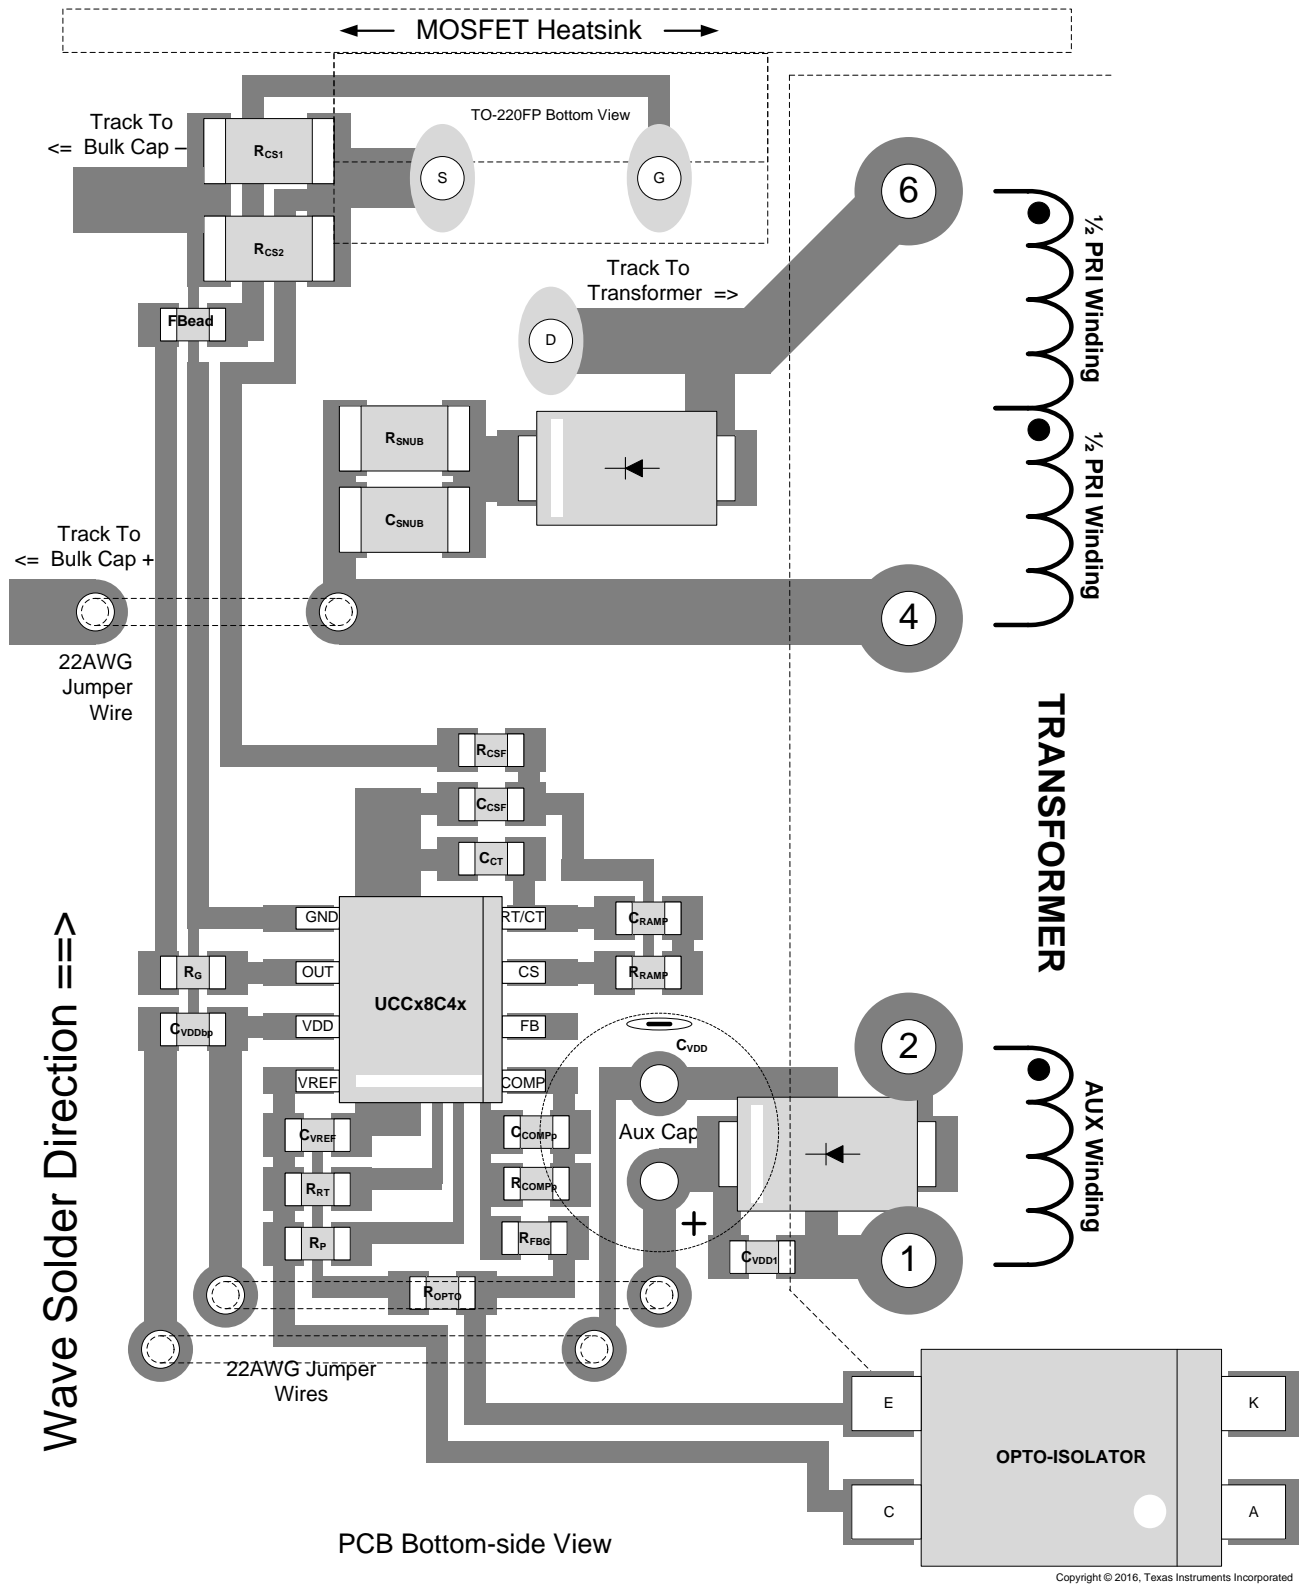 MOSFET Heatsink
TO-220FP Bottom View
Track To
<= Bulk Cap –
RCS1
S
G
6
RCS2
½ PRI Winding
Track To
Transformer =>
FBead
D
RSNUB
½ PRI Winding
CSNUB
Track To
<= Bulk Cap +
4
22AWG
Jumper
Wire
TRANSFORMER
RCSF
CCSF
CCT
GND
RT/CT
CRAMP
RG
OUT
CS
RRAMP
UCCx8C4x
CVDDbp
VDD
FB
CVDD
2
VREF
COMP
AUX Winding
CVREF
CCOMPp
Aux Cap
RRT
RCOMPp
+
RP
RFBG
CVDD1
1
ROPTO
Wave Solder Direction ==>
22AWG Jumper
Wires
E
K
OPTO-ISOLATOR
C
A
PCB Bottom-side View
Copyright © 2016, Texas Instruments Incorporated